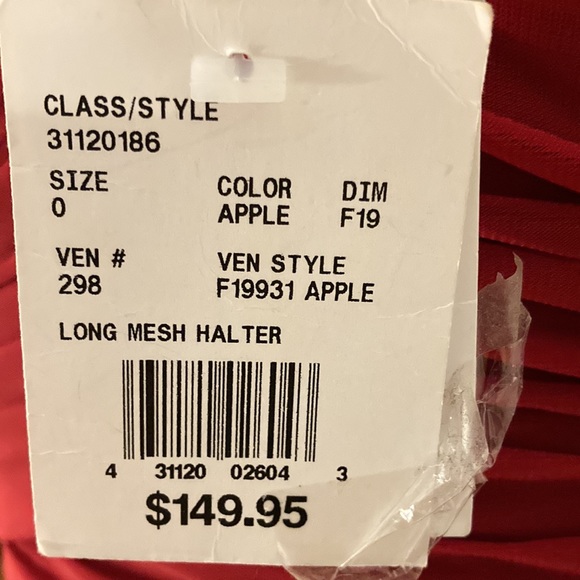 CLASS/STYLE
31120186
SIZE COLOR DIM
0 APPLE F19
VEN # VEN STYLE
298 F19931 APPLE
LONG MESH HALTER
4 31120 02604 3
$149.95